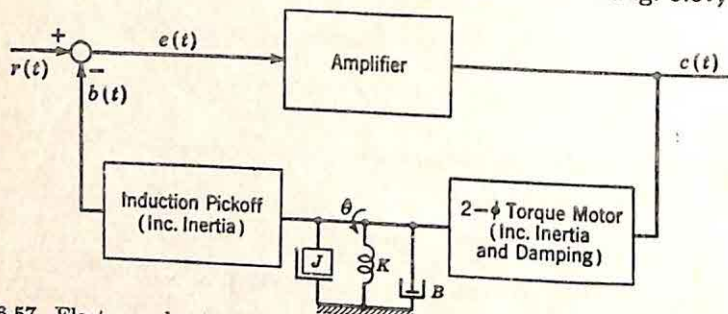 +
e(t)
Amplifier
c(t)
r(t)
−
b(t)
Induction Pickoff
(Inc. Inertia)
θ
2-ϕ Torque Motor
(Inc. Inertia
and Damping)
J
K
B